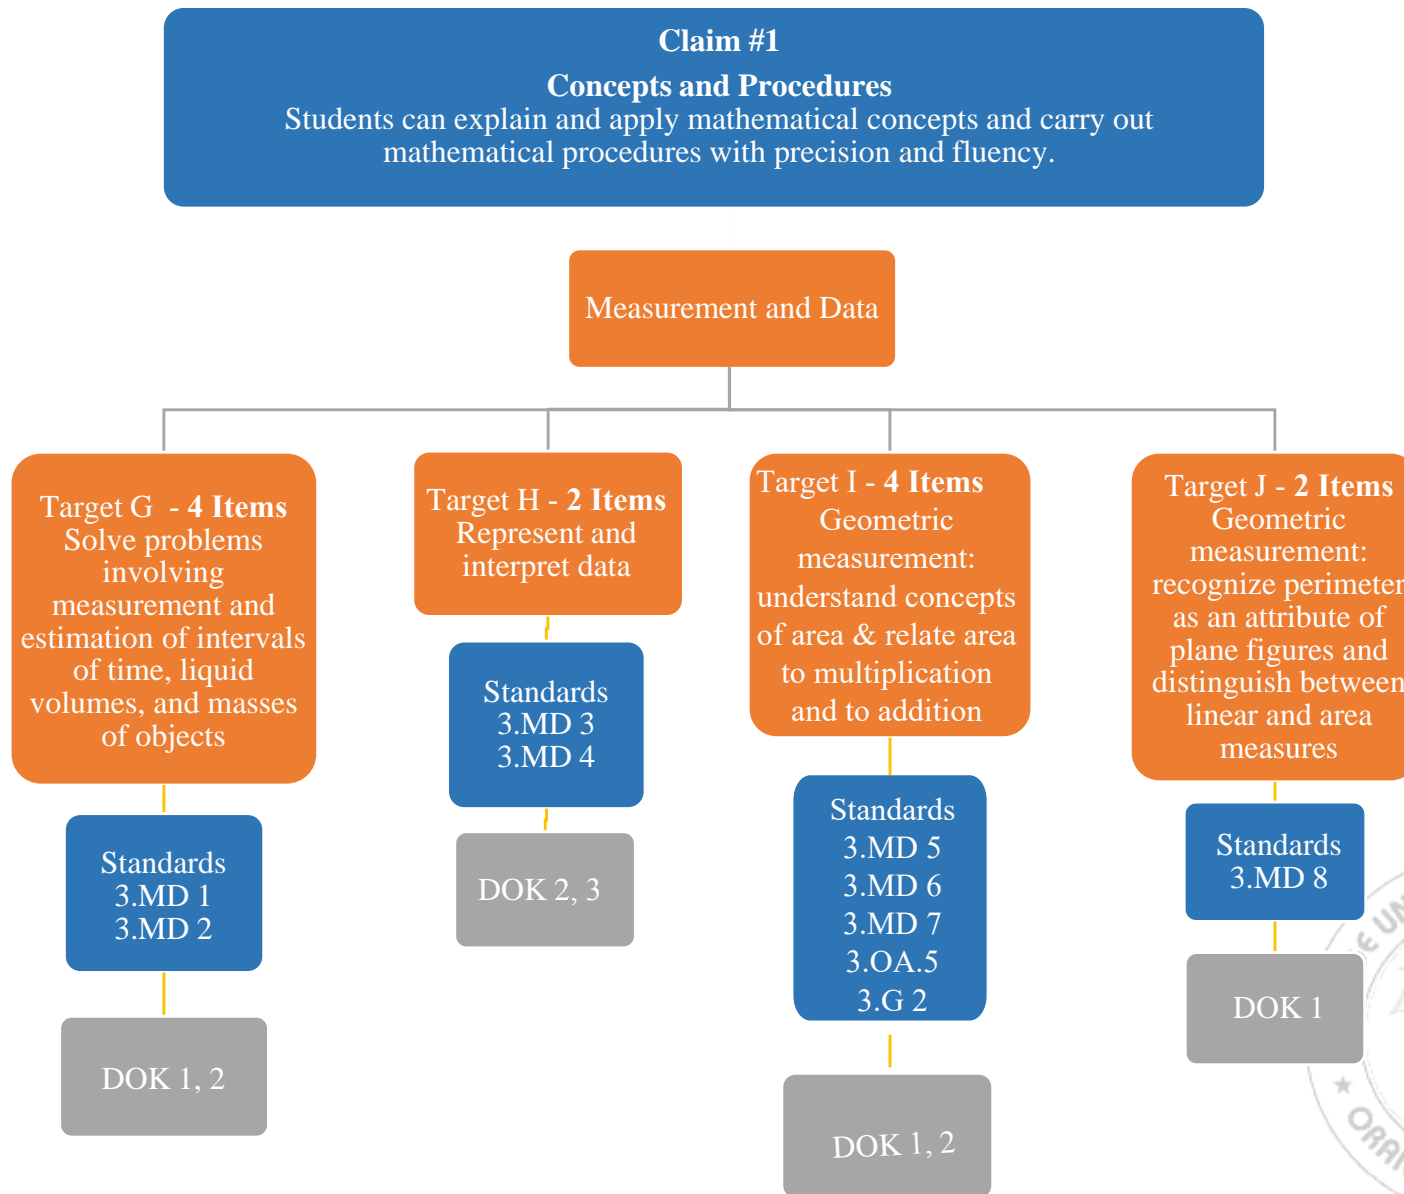 Claim #1
Concepts and Procedures
Students can explain and apply mathematical concepts and carry out
mathematical procedures with precision and fluency.
Measurement and Data
Target G - 4 Items
Solve problems
involving
measurement and
estimation of intervals
of time, liquid
volumes, and masses
of objects
Standards
3.MD 1
3.MD 2
DOK 1, 2
Target H - 2 Items
Represent and
interpret data
Standards
3.MD 3
3.MD 4
DOK 2, 3
Target I - 4 Items
Geometric
measurement:
understand concepts
of area & relate area
to multiplication
and to addition
Standards
3.MD 5
3.MD 6
3.MD 7
3.OA.5
3.G 2
DOK 1, 2
Target J - 2 Items
Geometric
measurement:
recognize perimeter
as an attribute of
plane figures and
distinguish between
linear and area
measures
Standards
3.MD 8
DOK 1